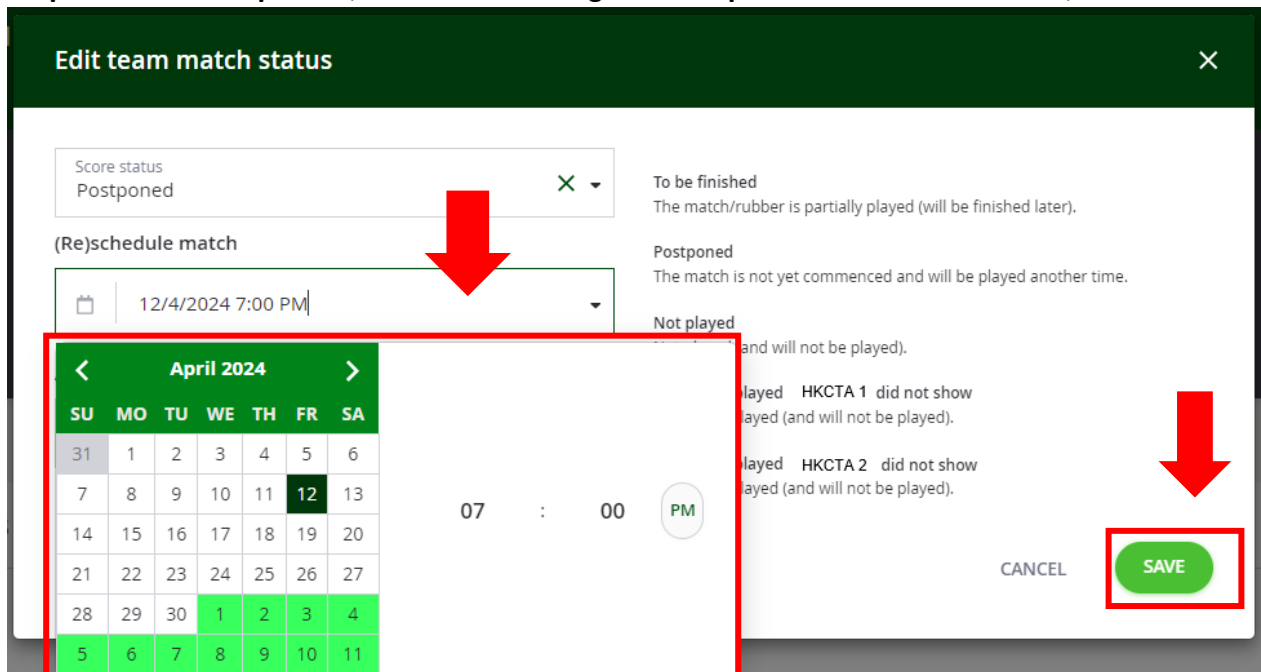 Edit team match status
Score status
Postponed
(Re)schedule match
12/4/2024 7:00 PM
April 2024
SU MO TU WE TH FR SA
31 1 2 3 4 5 6
7 8 9 10 11 12 13
14 15 16 17 18 19 20
21 22 23 24 25 26 27
28 29 30 1 2 3 4
5 6 7 8 9 10 11
07 : 00 PM
To be finished
The match/rubber is partially played (will be finished later).
Postponed
The match is not yet commenced and will be played another time.
Not played
and will not be played).
HKCTA 1 did not show
(and will not be played).
HKCTA 2 did not show
(and will not be played).
CANCEL
SAVE